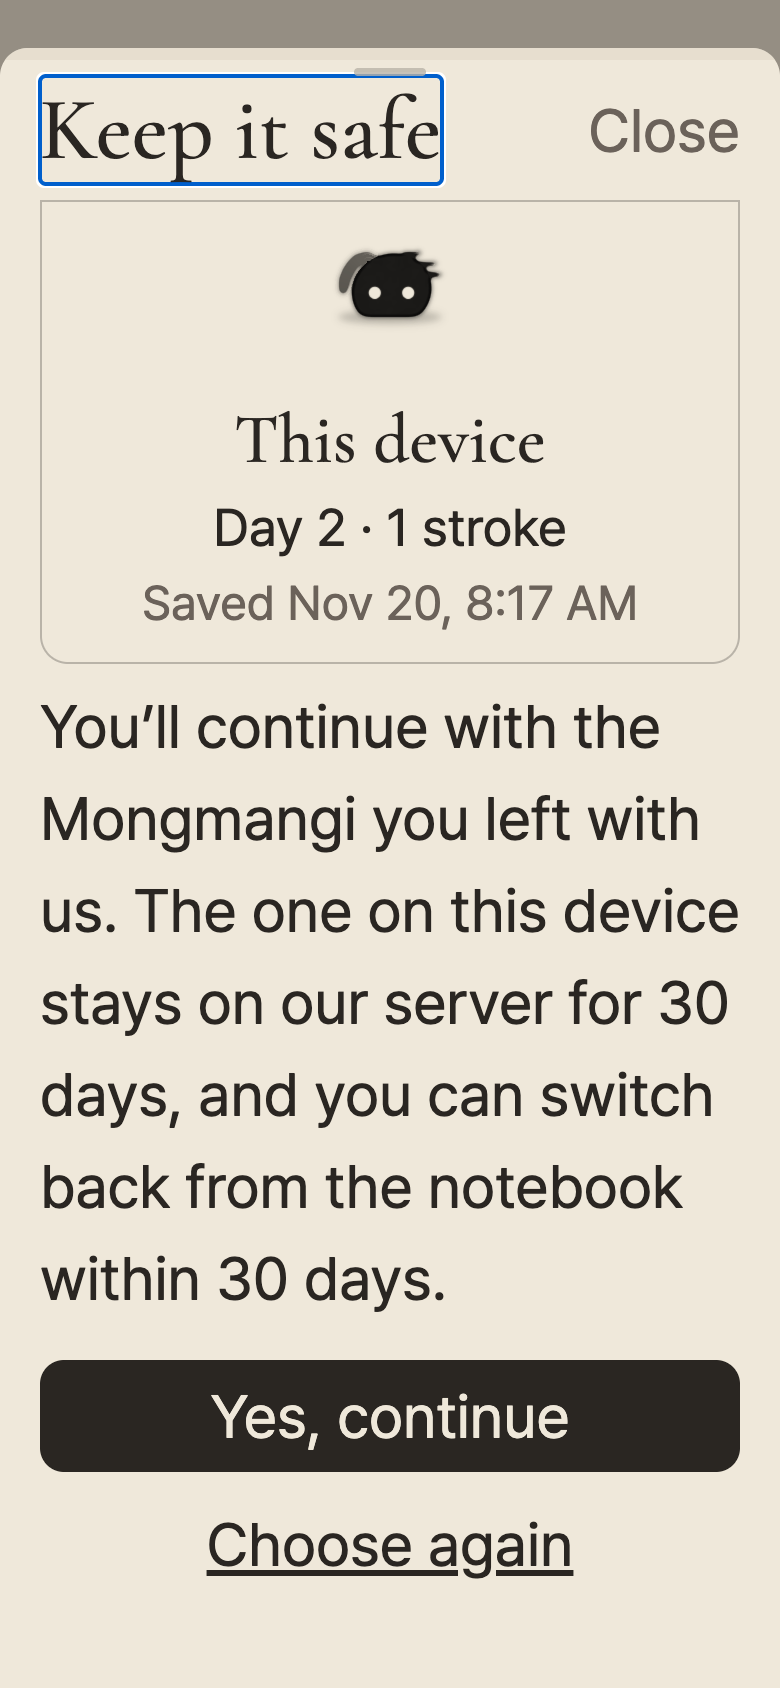 Keep it safe
Close
This device
Day 2 · 1 stroke
Saved Nov 20, 8:17 AM
You’ll continue with the
Mongmangi you left with
us. The one on this device
stays on our server for 30
days, and you can switch
back from the notebook
within 30 days.
Yes, continue
Choose again